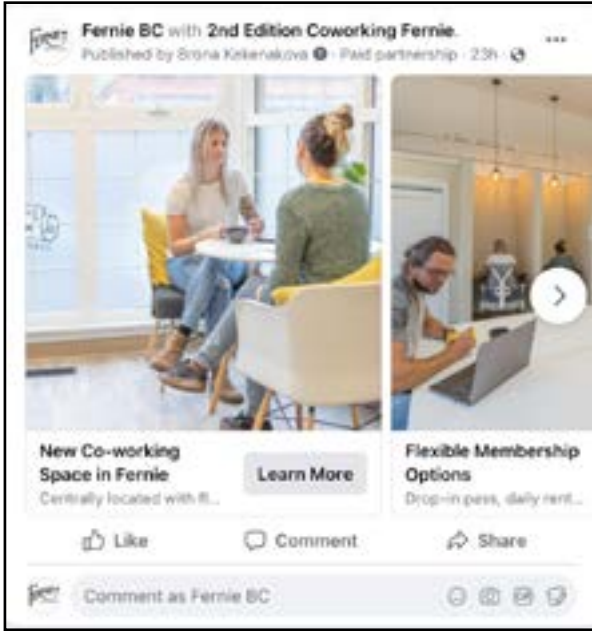 Fernie BC with 2nd Edition Coworking Fernie.
Published by Brona Kekenakova · Paid partnership · 23h ·
New Co-working
Space in Fernie
Centrally located with fl...
Learn More
Flexible Membership
Options
Drop-in pass, daily rent...
Like
Comment
Share
Comment as Fernie BC